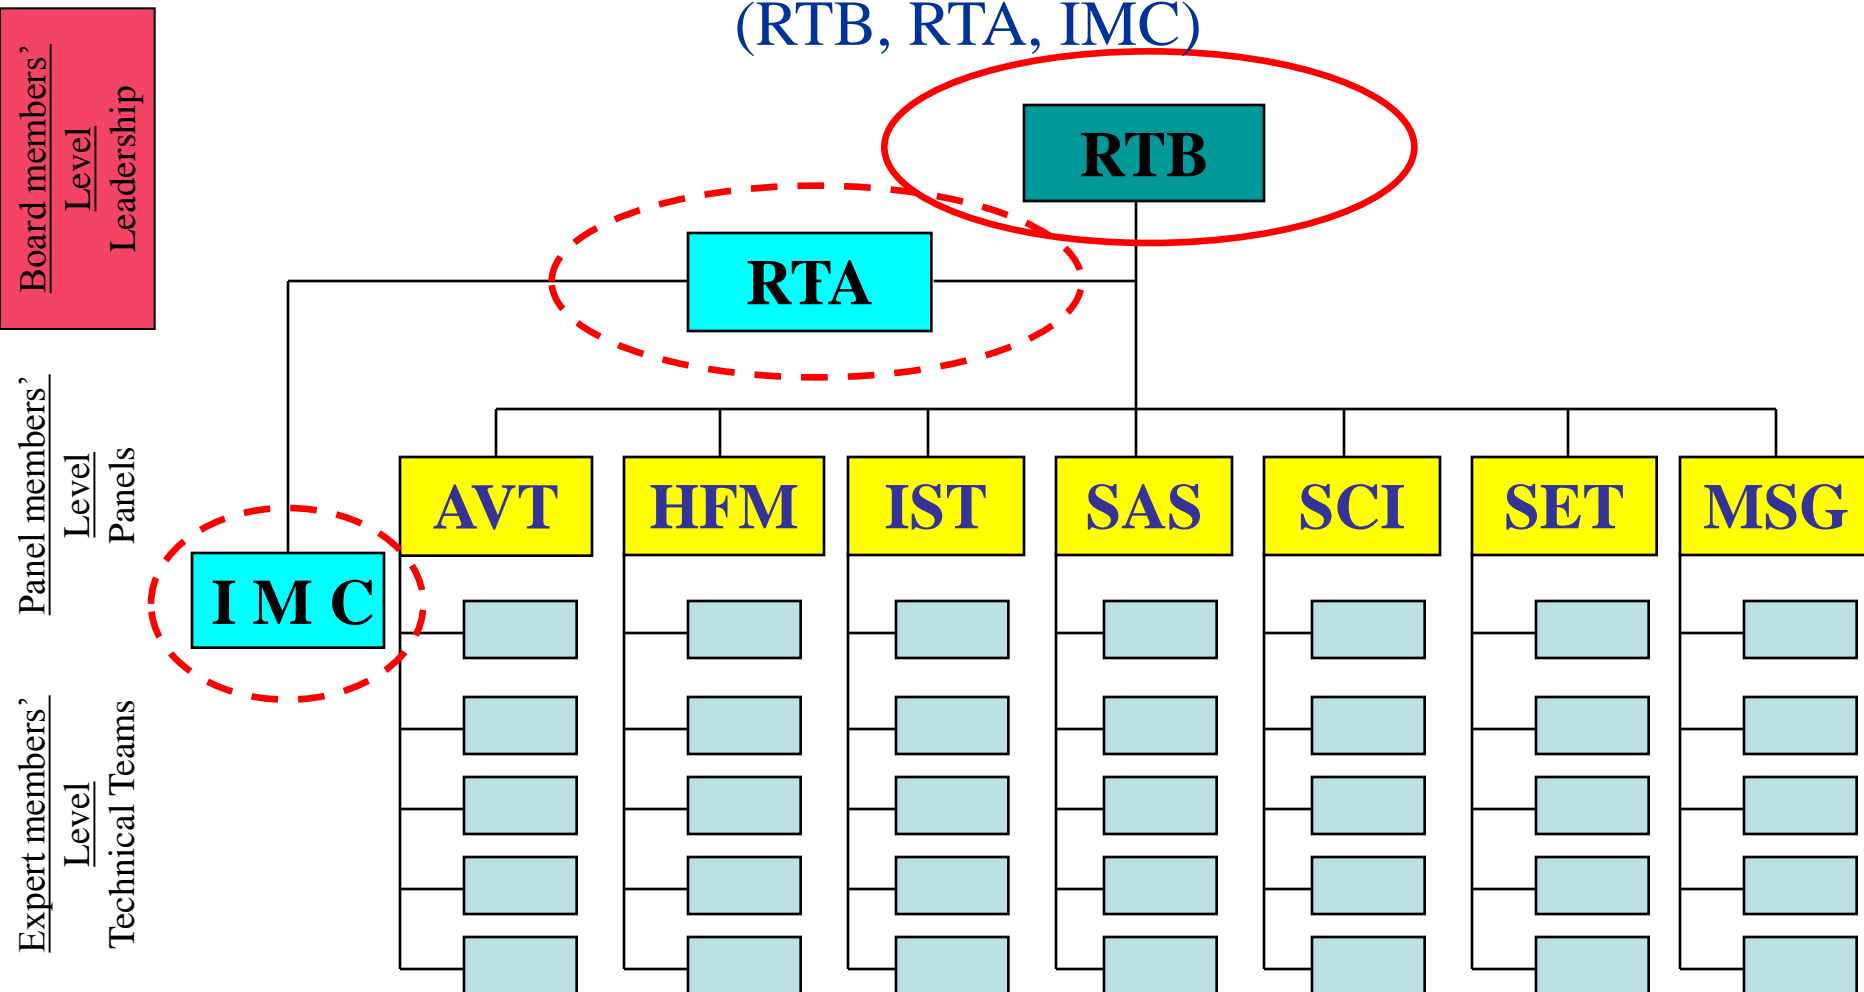 (RTB, RTA, IMC)
Board members’
Level
Leadership
RTB
RTA
Panel members’
Level
Panels
AVT
HFM
IST
SAS
SCI
SET
MSG
I M C
Expert members’
Level
Technical Teams